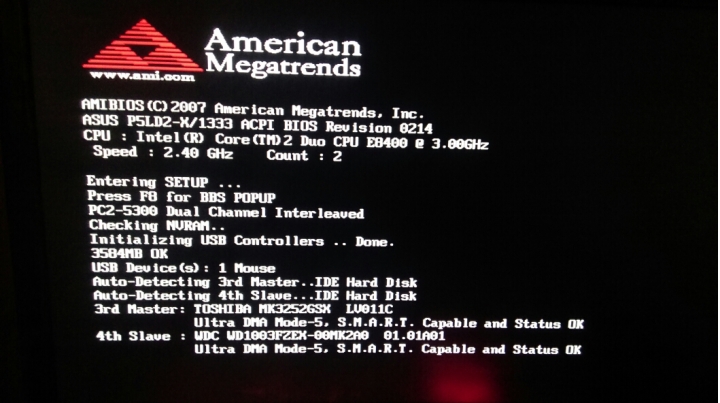 American
Megatrends
www.ami.com
AMIBIOS(C)2007 American Megatrends, Inc.
ASUS P5LD2-X/1333 ACPI BIOS Revision 0214
CPU : Intel(R) Core(TM)2 Duo CPU E8400 @ 3.00GHz
Speed : 2.40 GHz Count : 2
Entering SETUP ...
Press F8 for BBS POPUP
PC2-5300 Dual Channel Interleaved
Checking NVRAM..
Initializing USB Controllers .. Done.
3584MB OK
USB Device(s): 1 Mouse
Auto-Detecting 3rd Master..IDE Hard Disk
Auto-Detecting 4th Slave...IDE Hard Disk
3rd Master: TOSHIBA MK3252GSX LV011C
Ultra DMA Mode-5, S.M.A.R.T. Capable and Status OK
4th Slave : WDC WD1003FZEX-00MK2A0 01.01A01
Ultra DMA Mode-5, S.M.A.R.T. Capable and Status OK